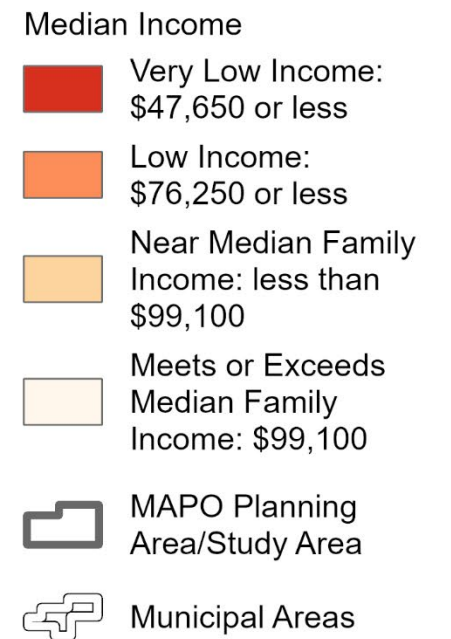 Median Income
Very Low Income:
$47,650 or less
Low Income:
$76,250 or less
Near Median Family
Income: less than
$99,100
Meets or Exceeds
Median Family
Income: $99,100
MAPO Planning
Area/Study Area
Municipal Areas